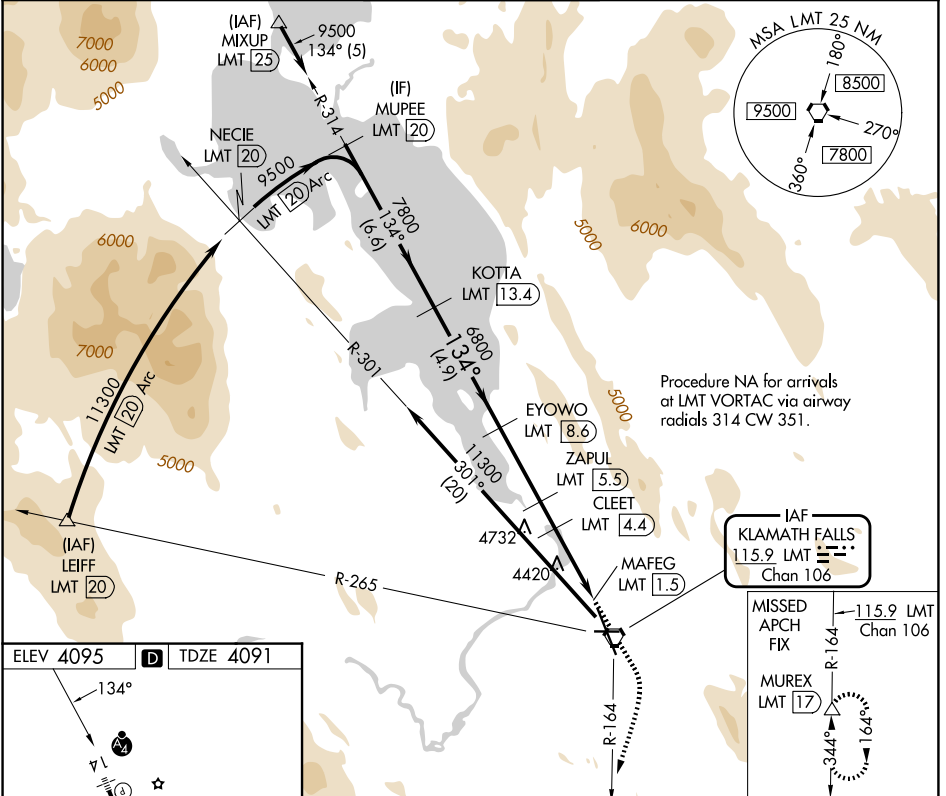 7000
6000
5000
(IAF)
MIXUP
LMT 25
9500
134° (5)
R-314
(IF)
MUPEE
LMT 20
NECIE
LMT 20
9500
LMT 20 Arc
7800
134°
(6.6)
MSA LMT 25 NM
180°
8500
9500
270°
7800
360°
5000
6000
6000
7000
5000
11300
LMT 20 Arc
KOTTA
LMT 13.4
6800
134°
(4.9)
R-301
5000
Procedure NA for arrivals
at LMT VORTAC via airway
radials 314 CW 351.
EYOWO
LMT 8.6
11300
301°
(20)
ZAPUL
LMT 5.5
CLEET
LMT 4.4
4732
4420
(IAF)
LEIFF
LMT 20
R-265
MAFEG
LMT 1.5
IAF
KLAMATH FALLS
115.9 LMT
Chan 106
R-164
MISSED
APCH
FIX
115.9 LMT
Chan 106
R-164
MUREX
LMT 17
344°
164°
ELEV 4095 D TDZE 4091
134°
A4
14